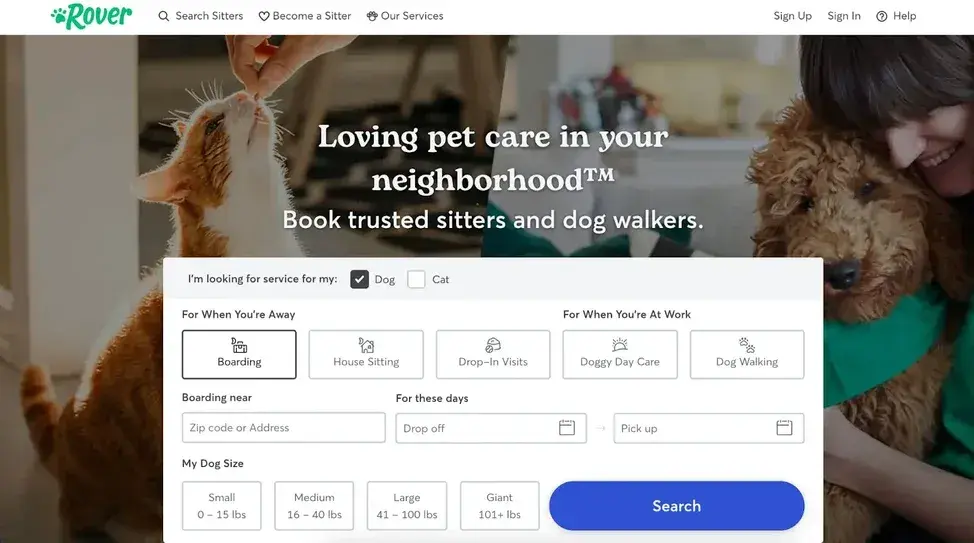 Rover
Search Sitters
Become a Sitter
Our Services
Sign Up
Sign In
Help
Loving pet care in your
neighborhood™
Book trusted sitters and dog walkers.
I'm looking for service for my:
Dog
Cat
For When You're Away
For When You're At Work
Boarding
House Sitting
Drop-In Visits
Doggy Day Care
Dog Walking
Boarding near
For these days
Zip code or Address
Drop off
Pick up
My Dog Size
Small
0 – 15 lbs
Medium
16 – 40 lbs
Large
41 – 100 lbs
Giant
101+ lbs
Search